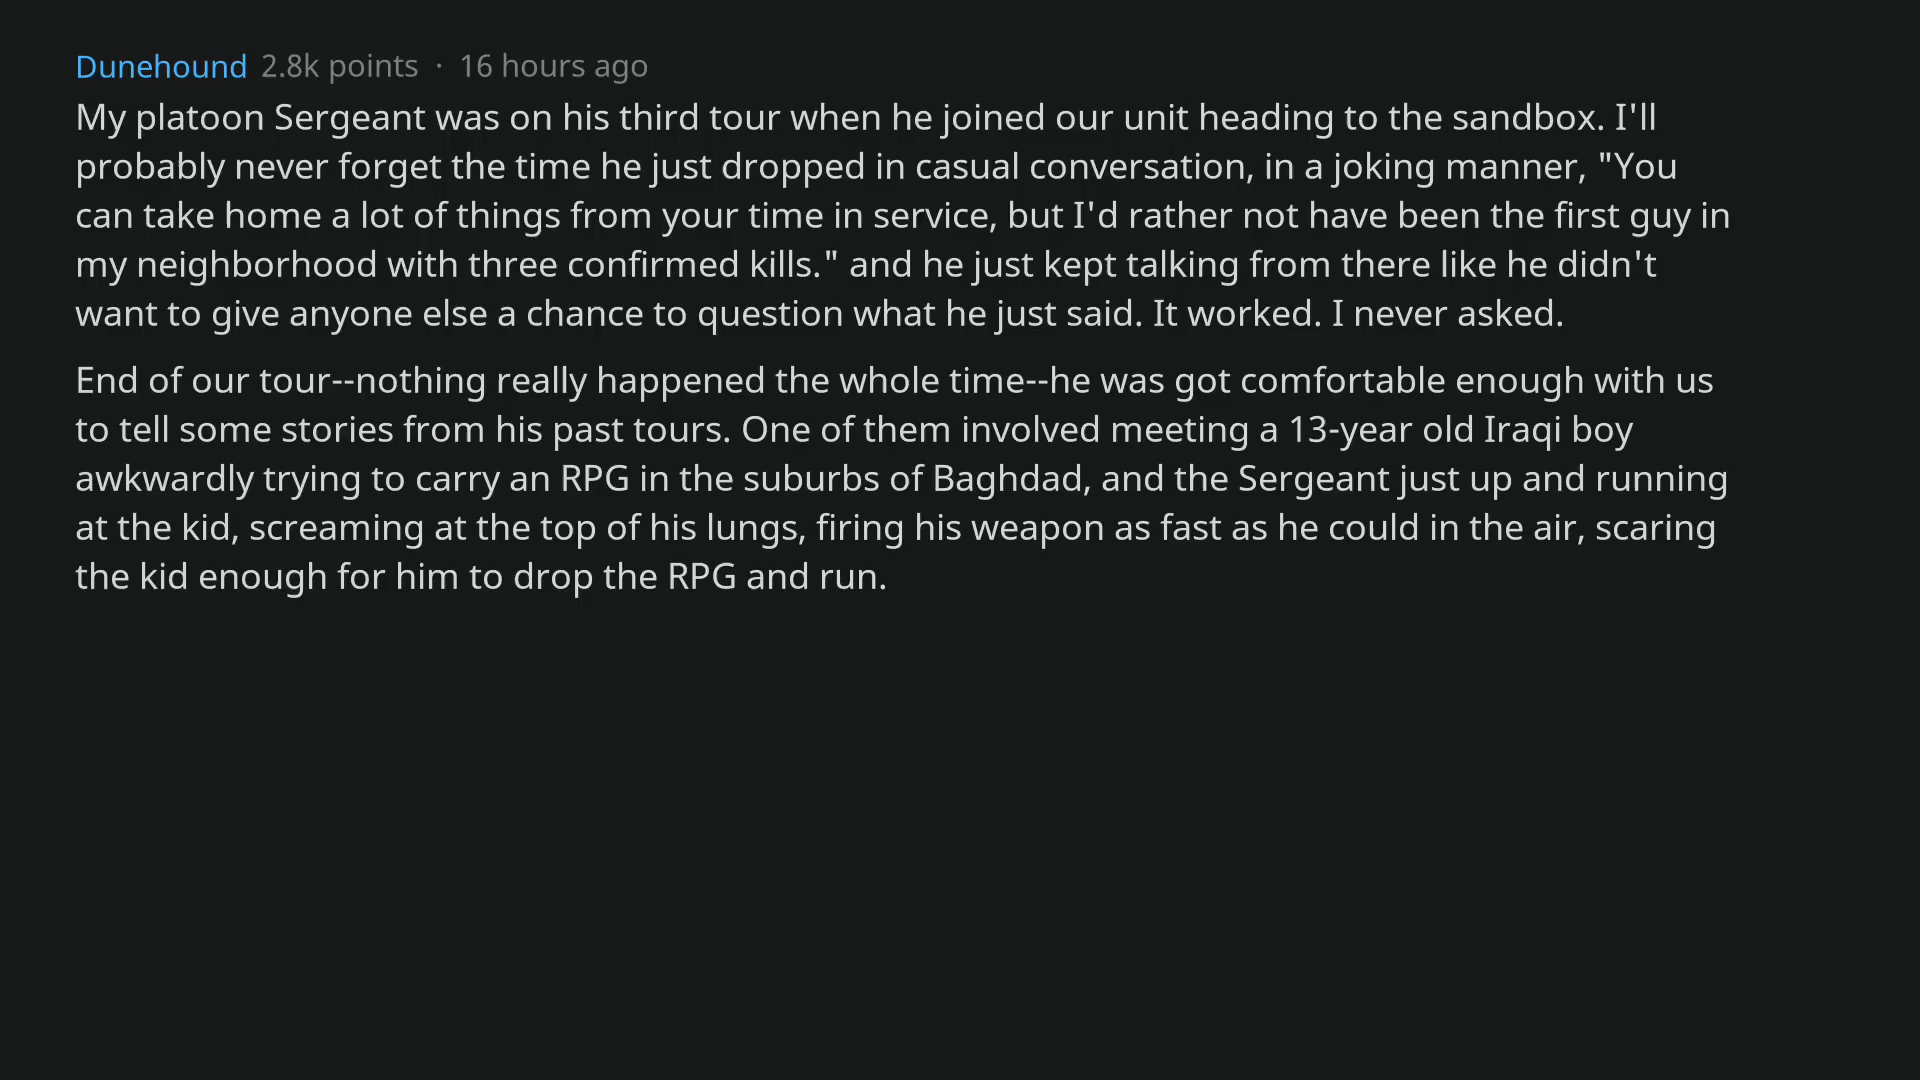 Dunehound 2.8k points · 16 hours ago
My platoon Sergeant was on his third tour when he joined our unit heading to the sandbox. I'll
probably never forget the time he just dropped in casual conversation, in a joking manner, "You
can take home a lot of things from your time in service, but I'd rather not have been the first guy in
my neighborhood with three confirmed kills." and he just kept talking from there like he didn't
want to give anyone else a chance to question what he just said. It worked. I never asked.
End of our tour--nothing really happened the whole time--he was got comfortable enough with us
to tell some stories from his past tours. One of them involved meeting a 13-year old Iraqi boy
awkwardly trying to carry an RPG in the suburbs of Baghdad, and the Sergeant just up and running
at the kid, screaming at the top of his lungs, firing his weapon as fast as he could in the air, scaring
the kid enough for him to drop the RPG and run.